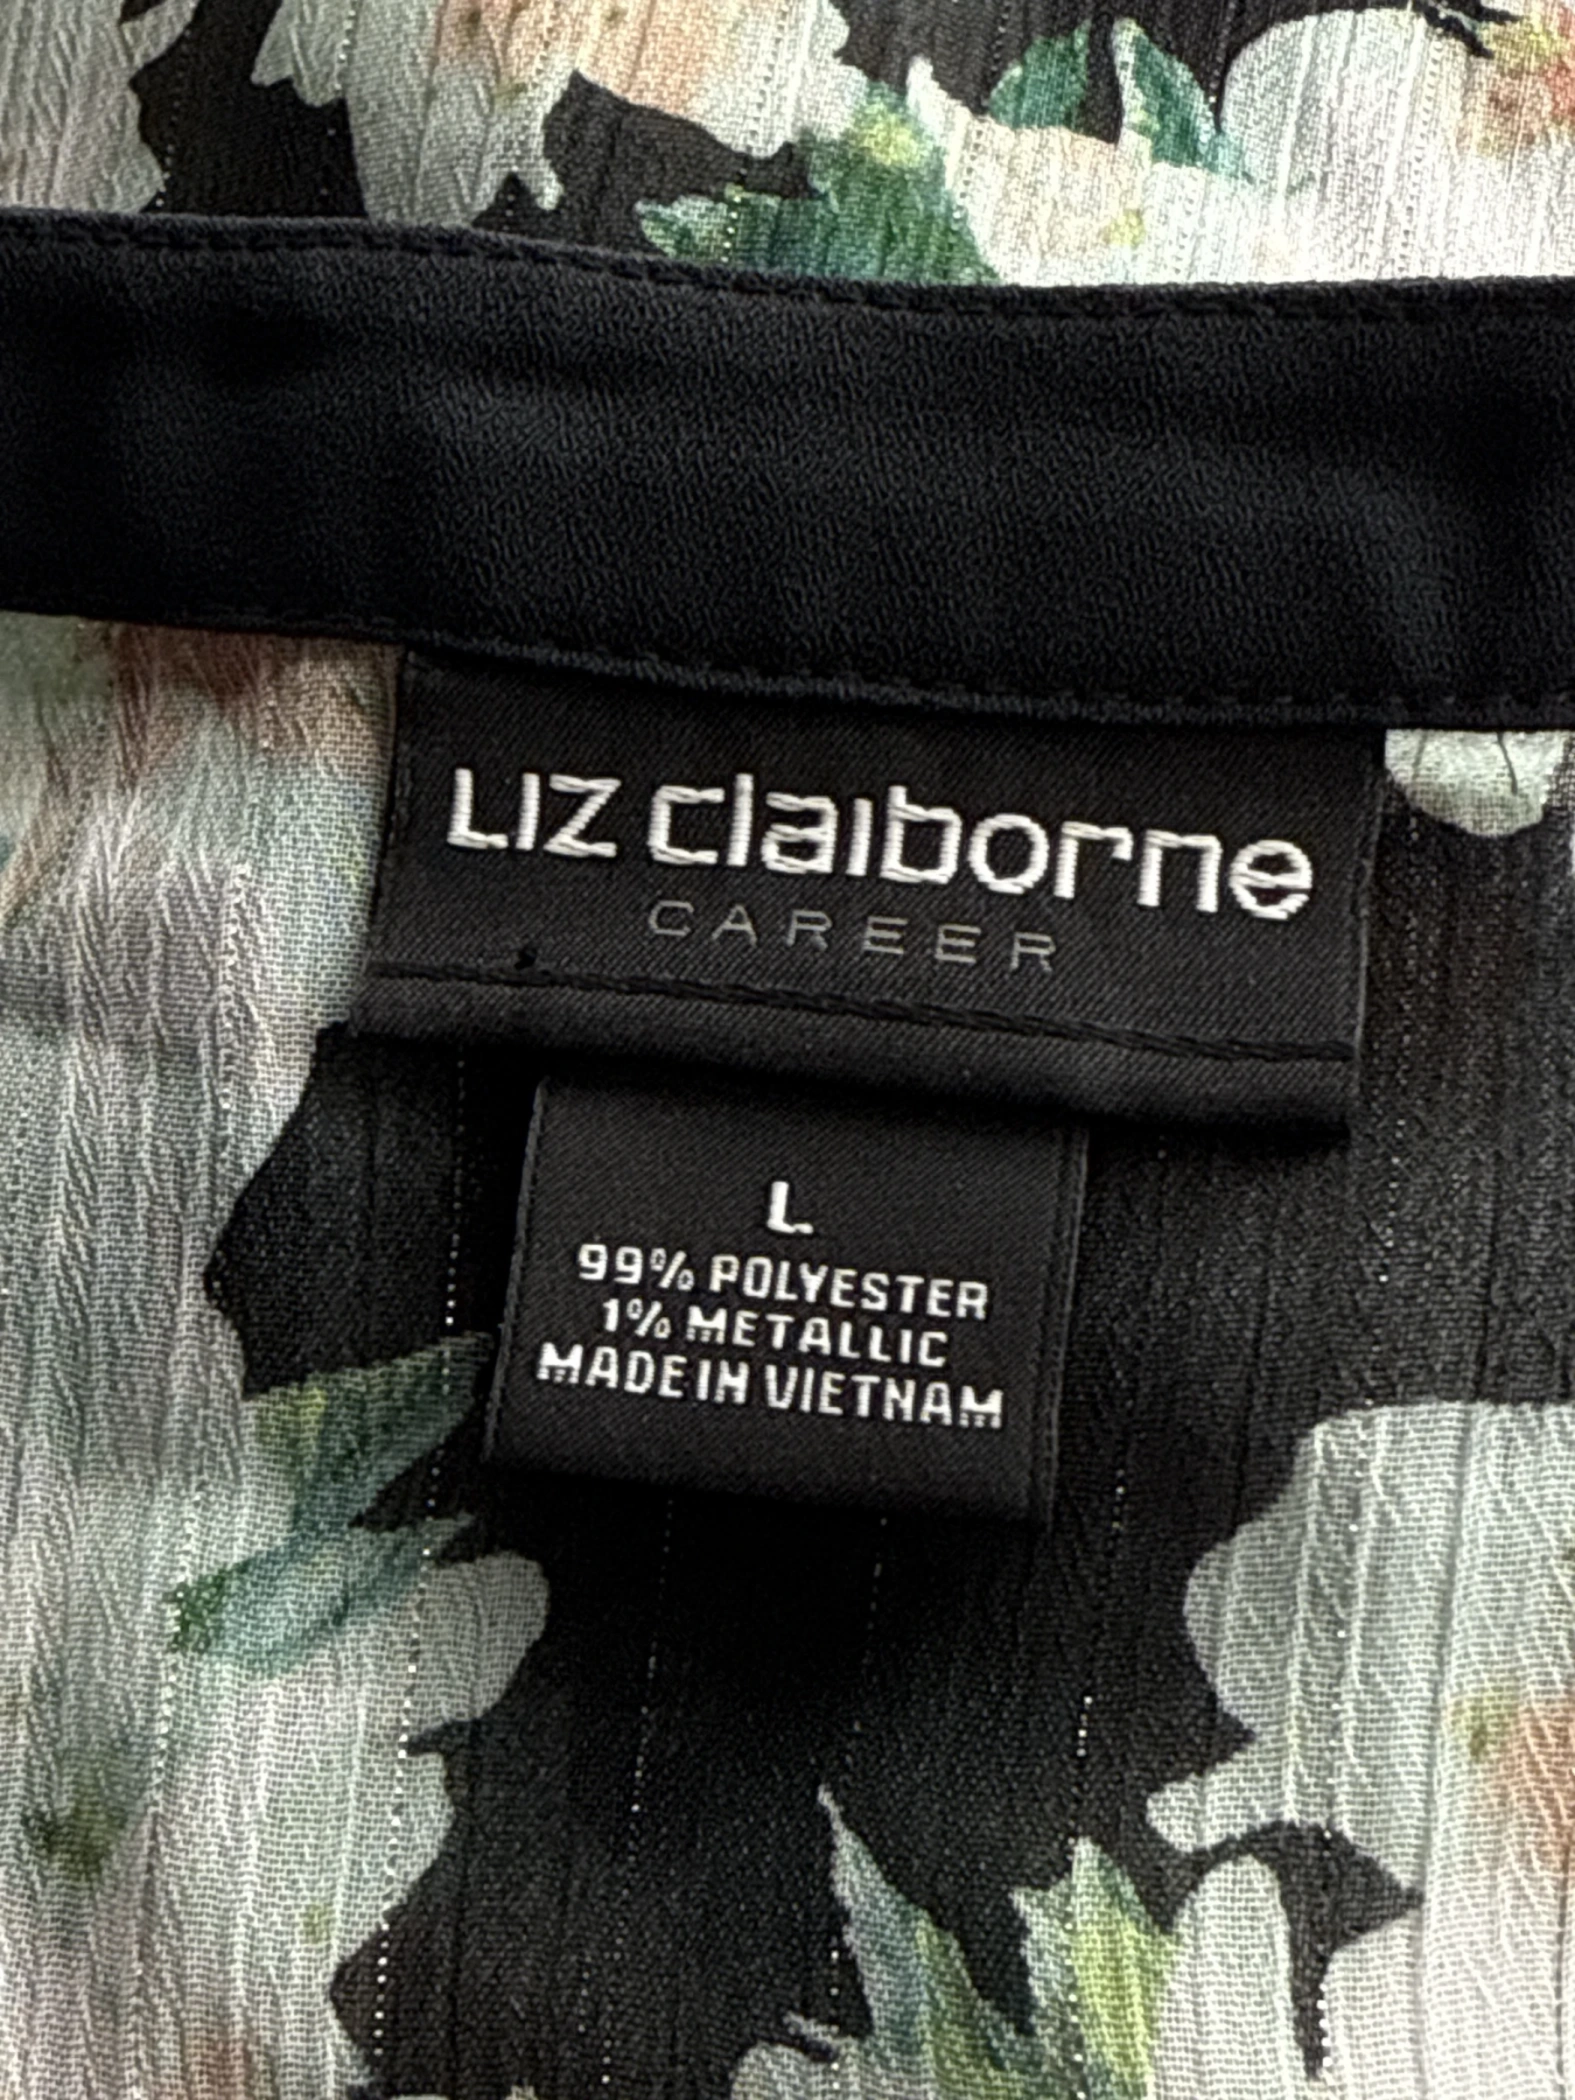 LIZ claiborne
CAREER
L
99% POLYESTER
1% METALLIC
MADE IN VIETNAM